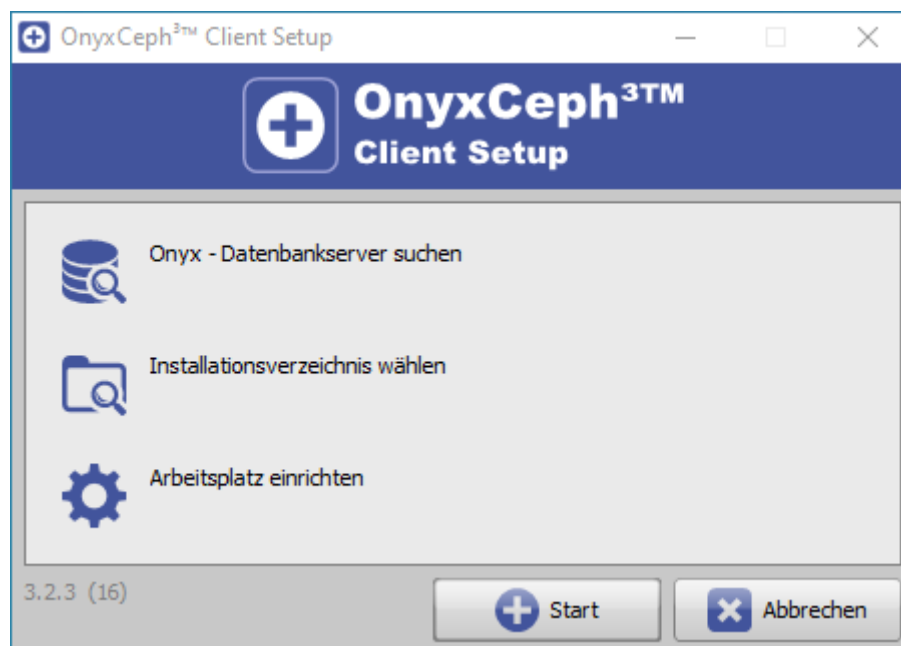 OnyxCeph³™ Client Setup
OnyxCeph³™
Client Setup
Onyx - Datenbankserver suchen
Installationsverzeichnis wählen
Arbeitsplatz einrichten
3.2.3 (16)
Start
Abbrechen